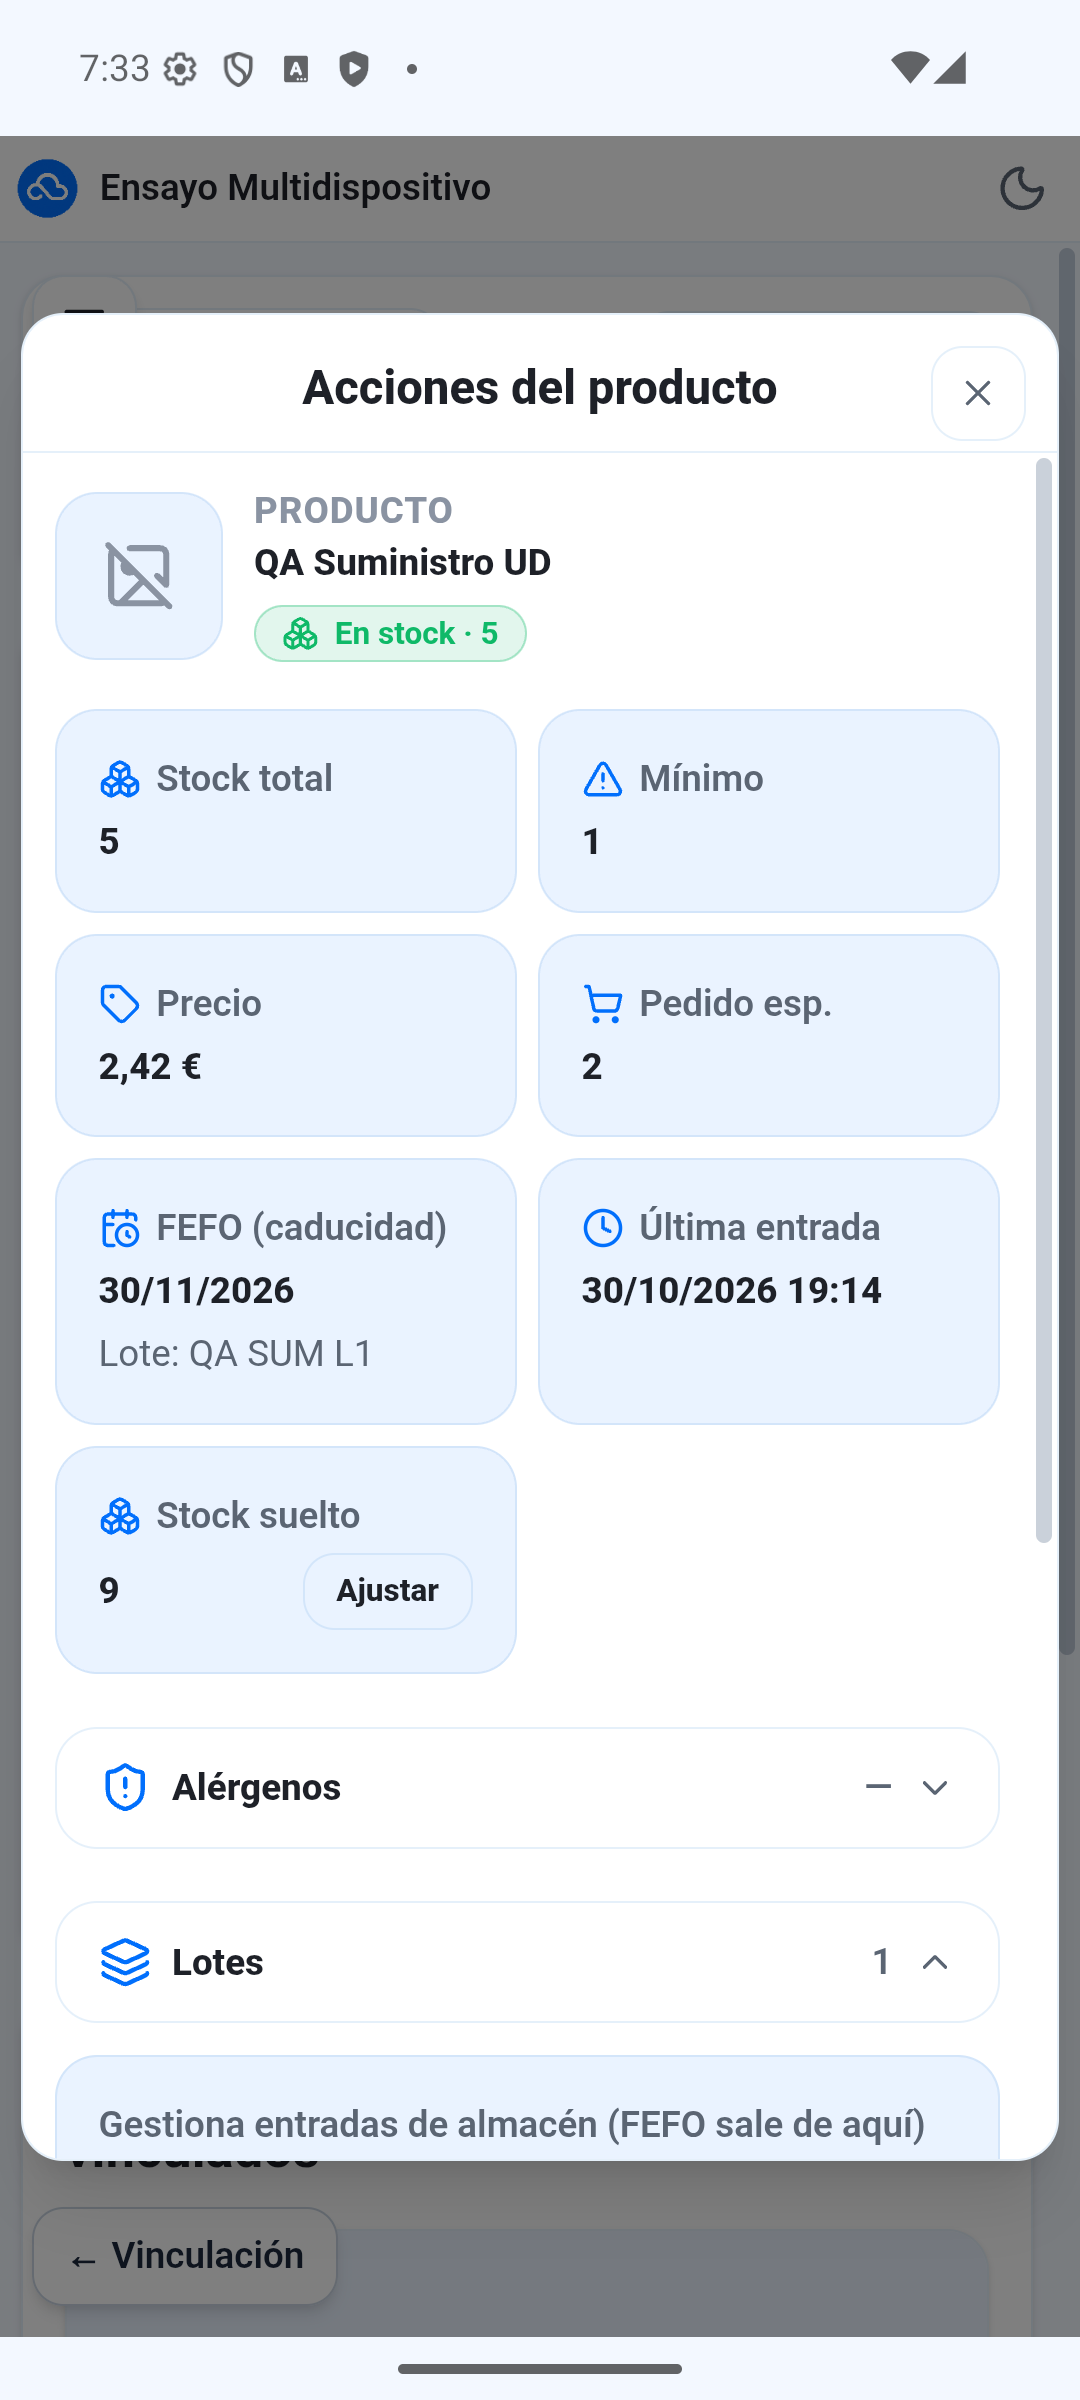 7:33
Ensayo Multidispositivo
Acciones del producto
PRODUCTO
QA Suministro UD
En stock · 5
Stock total
5
Mínimo
1
Precio
2,42 €
Pedido esp.
2
FEFO (caducidad)
30/11/2026
Lote: QA SUM L1
Última entrada
30/10/2026 19:14
Stock suelto
9
Ajustar
Alérgenos
—
Lotes
1
Gestiona entradas de almacén (FEFO sale de aquí)
← Vinculación